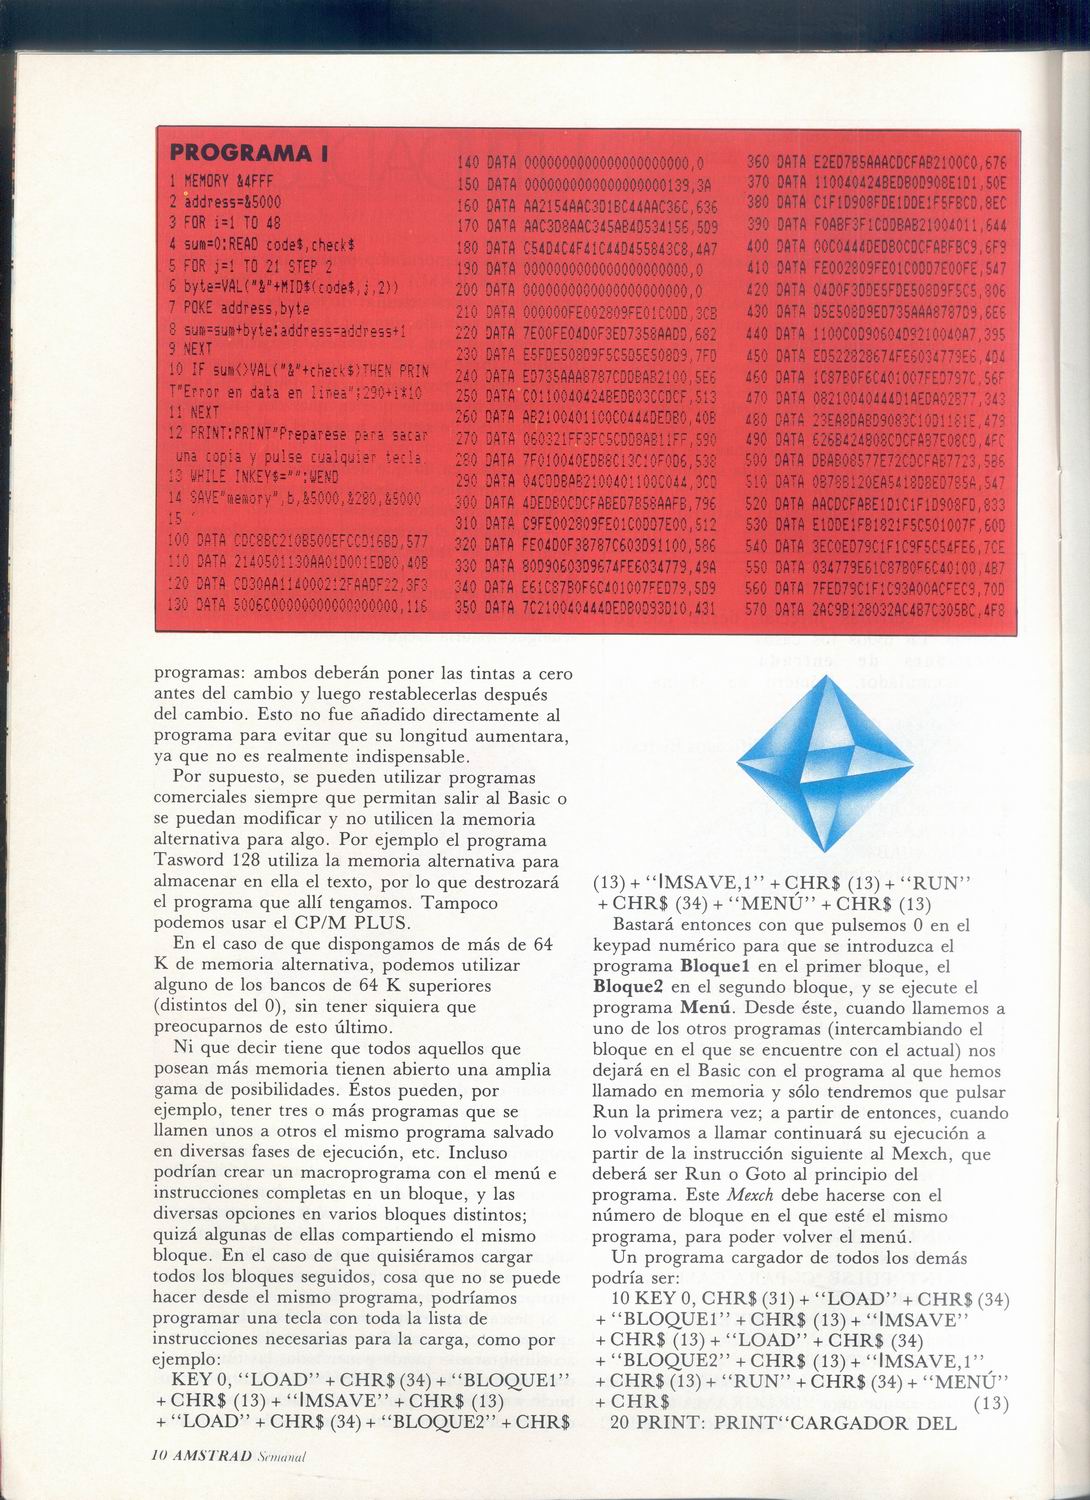 PROGRAMA I
1 MEMORY &4FFF
2 address=&5000
3 FOR i=1 TO 48
4 sum=0:READ code$,check$
5 FOR j=1 TO 21 STEP 2
6 byte=VAL("&"+MID$(code$,j,2))
7 POKE address,byte
8 sum=sum+byte:address=address+1
9 NEXT
10 IF sum<>VAL("&"+check$)THEN PRIN
T"Error en data en linea";290+i*10
11 NEXT
12 PRINT:PRINT"Preparese para sacar
una copia y pulse cualquier tecla
13 WHILE INKEY$="":WEND
14 SAVE"memory",b,&5000,&280,&5000
15 '
100 DATA CDC8BC210B500EFCCD16BD,577
110 DATA 2140501130AA01D001EDB0,40B
120 DATA CD30AA114000212FAADF22,3F3
130 DATA 5006C00000000000000000,116
140 DATA 0000000000000000000000,0
150 DATA 0000000000000000000139,3A
160 DATA AA2154AAC3D1BC44AAC36C,636
170 DATA AAC3D8AAC345AB4D534156,5D9
180 DATA C54D4C4F41C44D455843C8,4A7
190 DATA 0000000000000000000000,0
200 DATA 0000000000000000000000,0
210 DATA 000000FE002809FE01C0DD,3CB
220 DATA 7E00FE04D0F3ED7358AADD,682
230 DATA E5FDE508D9F5C5D5E508D9,7FD
240 DATA ED735AAA8787CDDBAB2100,5E6
250 DATA C0110040424BEDB03CCDCF,513
260 DATA AB2100401100C0444DEDB0,40B
270 DATA 060321FF3FC5CDDBAB11FF,590
280 DATA 7F010040EDB8C13C10F0D6,538
290 DATA 04CDDBAB2100401100C044,3CD
300 DATA 4DEDB0CDCFABED7B58AAFB,796
310 DATA C9FE002809FE01C0DD7E00,512
320 DATA FE04D0F38787C603D91100,586
330 DATA 80D90603D9674FE6034779,49A
340 DATA E61C87B0F6C401007FED79,5D9
350 DATA 7C210040444DEDB0D93D10,431
360 DATA E2ED7B5AAACDCFAB2100C0,676
370 DATA 110040424BEDB0D908E1D1,50E
380 DATA C1F1D908FDE1DDE1F5FBCD,8EC
390 DATA F0ABF3F1CDDBAB21004011,644
400 DATA 00C0444DEDB0CDCFABFBC9,6F9
410 DATA FE002809FE01C0DD7E00FE,547
420 DATA 04D0F3DDE5FDE508D9F5C5,806
430 DATA D5E508D9ED735AAA8787D9,6E6
440 DATA 1100C0D90604D9210040A7,395
450 DATA ED522828674FE6034779E6,4D4
460 DATA 1C87B0F6C401007FED797C,56F
470 DATA 08210040444D1AEDA02B77,343
480 DATA 23EA8DABD9083C10D11B1E,479
490 DATA 626B424B08CDCFAB7E08CD,4FC
500 DATA DBAB08577E72CDCFAB7723,5B6
510 DATA 0B78B120EA541BD8ED785A,547
520 DATA AACDCFABE1D1C1F1D908FD,833
530 DATA E1DDE1FB1821F5C501007F,60D
540 DATA 3EC0ED79C1F1C9F5C54FE6,7CE
550 DATA 034779E61C87B0F6C40100,4B7
560 DATA 7FED79C1F1C93A00ACFEC9,70D
570 DATA 2AC9B128032AC4B7C305BC,4F8
programas: ambos deberán poner las tintas a cero
antes del cambio y luego restablecerlas después
del cambio. Esto no fue añadido directamente al
programa para evitar que su longitud aumentara,
ya que no es realmente indispensable.
Por supuesto, se pueden utilizar programas
comerciales siempre que permitan salir al Basic o
se puedan modificar y no utilicen la memoria
alternativa para algo. Por ejemplo el programa
Tasword 128 utiliza la memoria alternativa para
almacenar en ella el texto, por lo que destrozará
el programa que allí tengamos. Tampoco
podemos usar el CP/M PLUS.
En el caso de que dispongamos de más de 64
K de memoria alternativa, podemos utilizar
alguno de los bancos de 64 K superiores
(distintos del 0), sin tener siquiera que
preocuparnos de esto último.
Ni que decir tiene que todos aquellos que
posean más memoria tienen abierto una amplia
gama de posibilidades. Éstos pueden, por
ejemplo, tener tres o más programas que se
llamen unos a otros el mismo programa salvado
en diversas fases de ejecución, etc. Incluso
podrían crear un macroprograma con el menú e
instrucciones completas en un bloque, y las
diversas opciones en varios bloques distintos;
quizá algunas de ellas compartiendo el mismo
bloque. En el caso de que quisiéramos cargar
todos los bloques seguidos, cosa que no se puede
hacer desde el mismo programa, podríamos
programar una tecla con toda la lista de
instrucciones necesarias para la carga, como por
ejemplo:
KEY 0, "LOAD" + CHR$ (34) + "BLOQUE1"
+ CHR$ (13) + "|MSAVE" + CHR$ (13)
+ "LOAD" + CHR$ (34) + "BLOQUE2" + CHR$
(13) + "|MSAVE,1" + CHR$ (13) + "RUN"
+ CHR$ (34) + "MENÚ" + CHR$ (13)
Bastará entonces con que pulsemos 0 en el
keypad numérico para que se introduzca el
programa Bloque1 en el primer bloque, el
Bloque2 en el segundo bloque, y se ejecute el
programa Menú. Desde éste, cuando llamemos a
uno de los otros programas (intercambiando el
bloque en el que se encuentre con el actual) nos
dejará en el Basic con el programa al que hemos
llamado en memoria y sólo tendremos que pulsar
Run la primera vez; a partir de entonces, cuando
lo volvamos a llamar continuará su ejecución a
partir de la instrucción siguiente al Mexch, que
deberá ser Run o Goto al principio del
programa. Este Mexch debe hacerse con el
número de bloque en el que esté el mismo
programa, para poder volver el menú.
Un programa cargador de todos los demás
podría ser:
10 KEY 0, CHR$ (31) + "LOAD" + CHR$ (34)
+ "BLOQUE1" + CHR$ (13) + "|MSAVE"
+ CHR$ (13) + "LOAD" + CHR$ (34)
+ "BLOQUE2" + CHR$ (13) + "|MSAVE,1"
+ CHR$ (13) + "RUN" + CHR$ (34) + "MENÚ"
+ CHR$ (13)
20 PRINT: PRINT"CARGADOR DEL
10 AMSTRAD Semanal